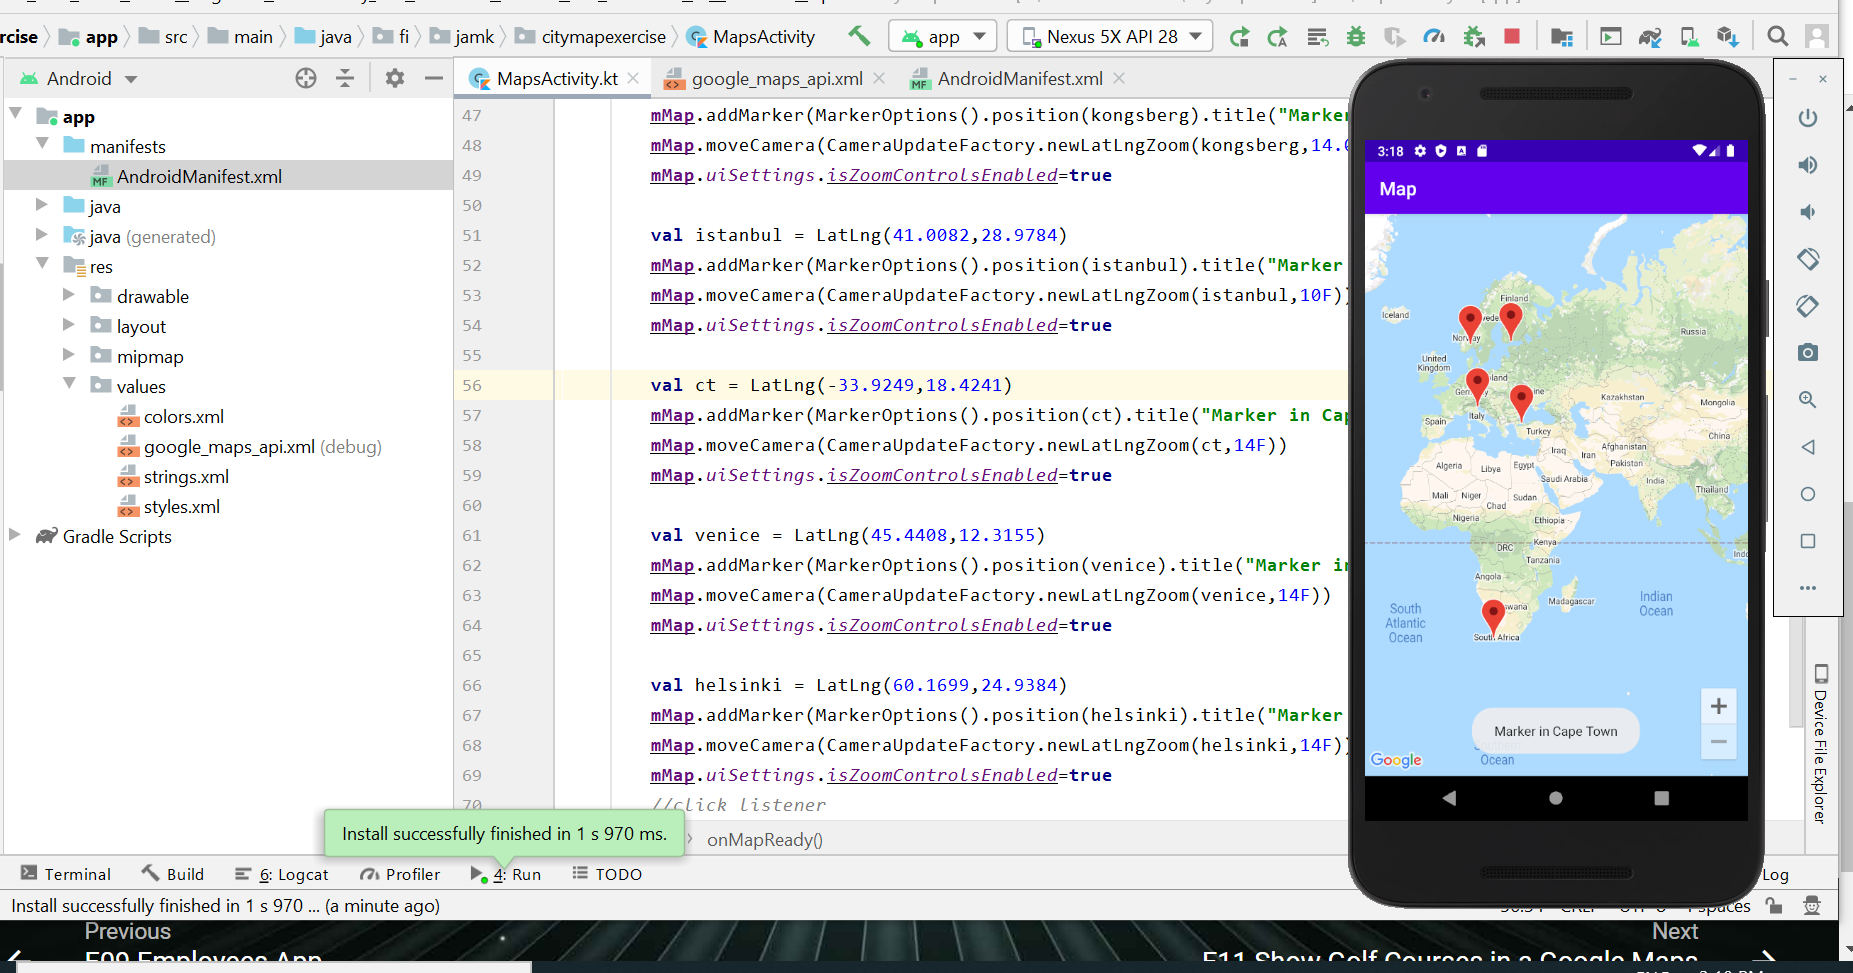 rcise
app
src
main
java
fi
jamk
citymapexercise
MapsActivity
app
Nexus 5X API 28
Android
MapsActivity.kt
google_maps_api.xml
AndroidManifest.xml
app
manifests
AndroidManifest.xml
java
java (generated)
res
drawable
layout
mipmap
values
colors.xml
google_maps_api.xml (debug)
strings.xml
styles.xml
Gradle Scripts
47 mMap.addMarker(MarkerOptions().position(kongsberg).title("Marker
48 mMap.moveCamera(CameraUpdateFactory.newLatLngZoom(kongsberg,14.0
49 mMap.uiSettings.isZoomControlsEnabled=true
50
51 val istanbul = LatLng(41.0082,28.9784)
52 mMap.addMarker(MarkerOptions().position(istanbul).title("Marker
53 mMap.moveCamera(CameraUpdateFactory.newLatLngZoom(istanbul,10F))
54 mMap.uiSettings.isZoomControlsEnabled=true
55
56 val ct = LatLng(-33.9249,18.4241)
57 mMap.addMarker(MarkerOptions().position(ct).title("Marker in Cap
58 mMap.moveCamera(CameraUpdateFactory.newLatLngZoom(ct,14F))
59 mMap.uiSettings.isZoomControlsEnabled=true
60
61 val venice = LatLng(45.4408,12.3155)
62 mMap.addMarker(MarkerOptions().position(venice).title("Marker in
63 mMap.moveCamera(CameraUpdateFactory.newLatLngZoom(venice,14F))
64 mMap.uiSettings.isZoomControlsEnabled=true
65
66 val helsinki = LatLng(60.1699,24.9384)
67 mMap.addMarker(MarkerOptions().position(helsinki).title("Marker
68 mMap.moveCamera(CameraUpdateFactory.newLatLngZoom(helsinki,14F))
69 mMap.uiSettings.isZoomControlsEnabled=true
70 //click listener
onMapReady()
3:18
Map
Finland
Iceland
Norway
Russia
United
Kingdom
Kazakhstan
Mongolia
Italy
Spain
Turkey
China
Afghanistan
Iraq
Iran
Pakistan
Algeria
Libya
Egypt
Saudi Arabia
India
Thailand
Mali
Niger
Sudan
Chad
Nigeria
Ethiopia
DRC
Kenya
Tanzania
Angola
Madagascar
Indian
Ocean
South
Atlantic
Ocean
South Africa
Marker in Cape Town
Ocean
Google
Device File Explorer
Install successfully finished in 1 s 970 ms.
Terminal
Build
6: Logcat
Profiler
4: Run
TODO
Log
Install successfully finished in 1 s 970 ... (a minute ago)
spaces
Previous
Next
E09 Employees App
E11 Show Golf Courses in a Google Maps